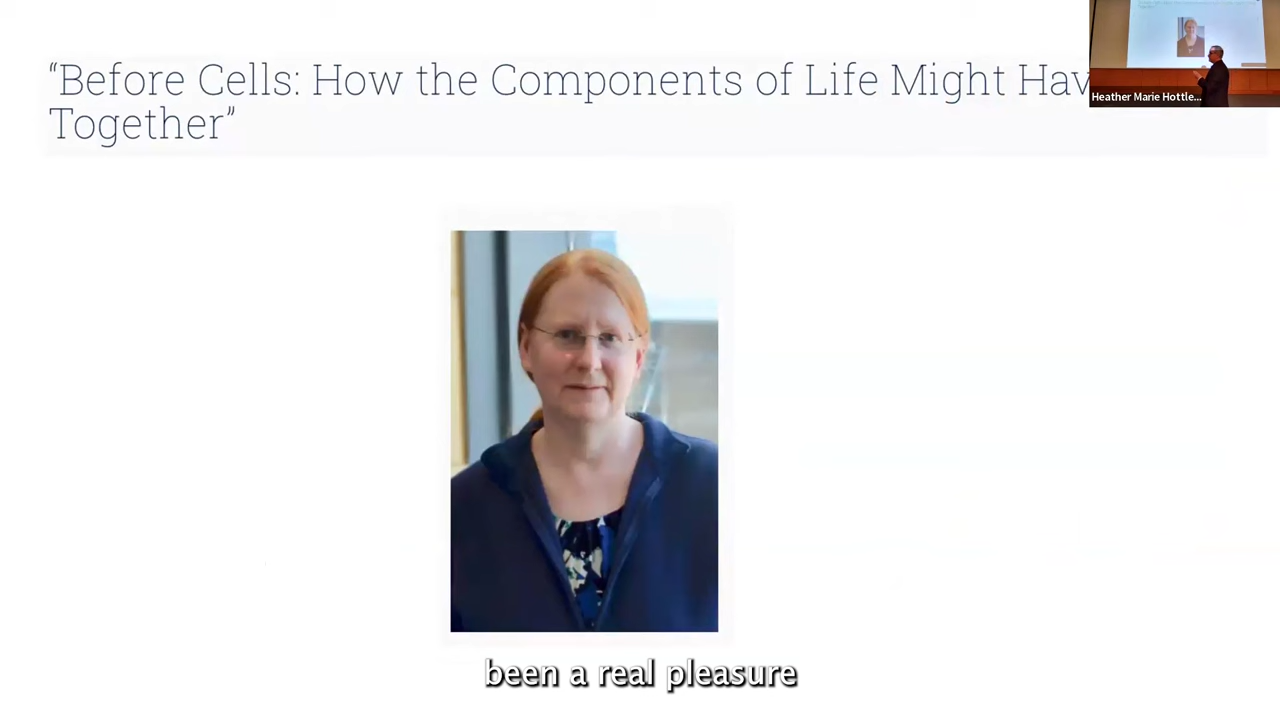 “Before Cells: How the Components of Life Might Hav
Together”
Heather Marie Hottle...
been a real pleasure